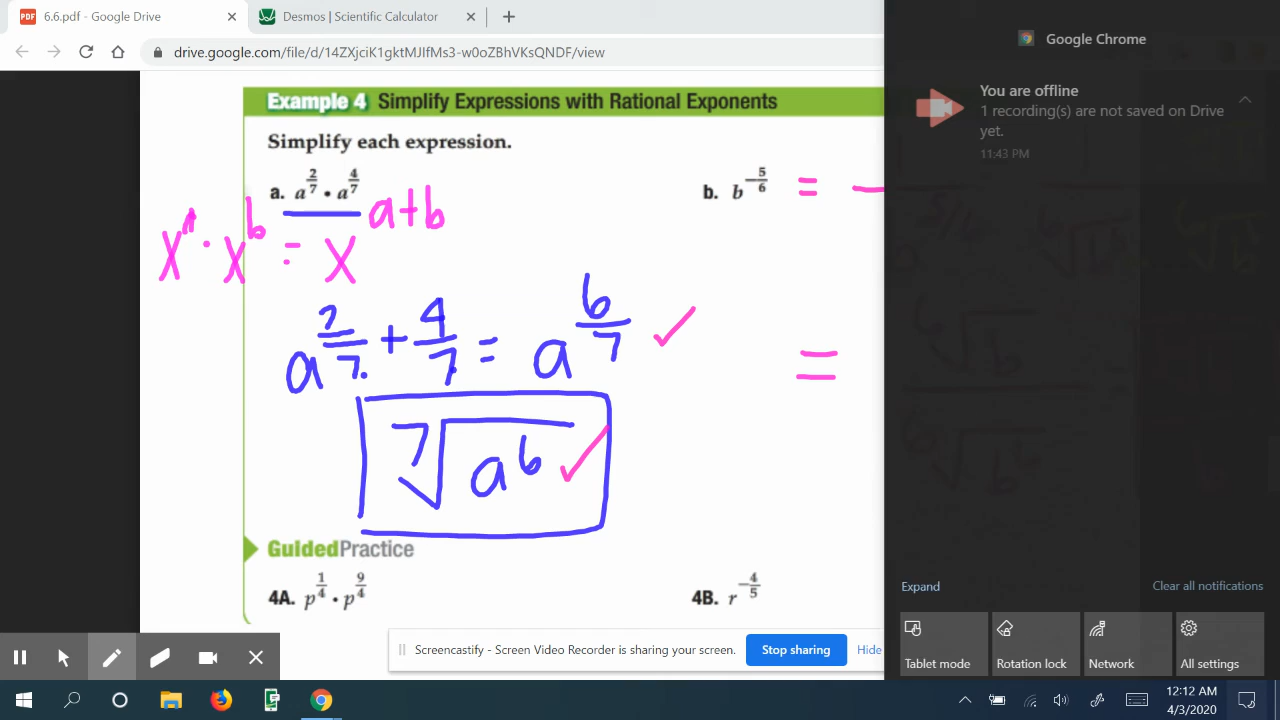 6.6.pdf - Google Drive
Desmos | Scientific Calculator
drive.google.com/file/d/14ZXjciK1gktMJIfMs3-w0oZBhVKsQNDF/view
Google Chrome
You are offline
1 recording(s) are not saved on Drive
yet.
11:43 PM
Example 4 Simplify Expressions with Rational Exponents
Simplify each expression.
a. a^(2/7) • a^(4/7)
b. b^(-5/6) = —
x^a · x^b = x^(a+b)
a^(2/7 + 4/7) = a^(6/7) ✓
=
⁷√(a^6) ✓
GuidedPractice
4A. p^(1/4) • p^(9/4)
4B. r^(-4/5)
Expand
Clear all notifications
Tablet mode
Rotation lock
Network
All settings
Screencastify - Screen Video Recorder is sharing your screen.
Stop sharing
Hide
12:12 AM
4/3/2020